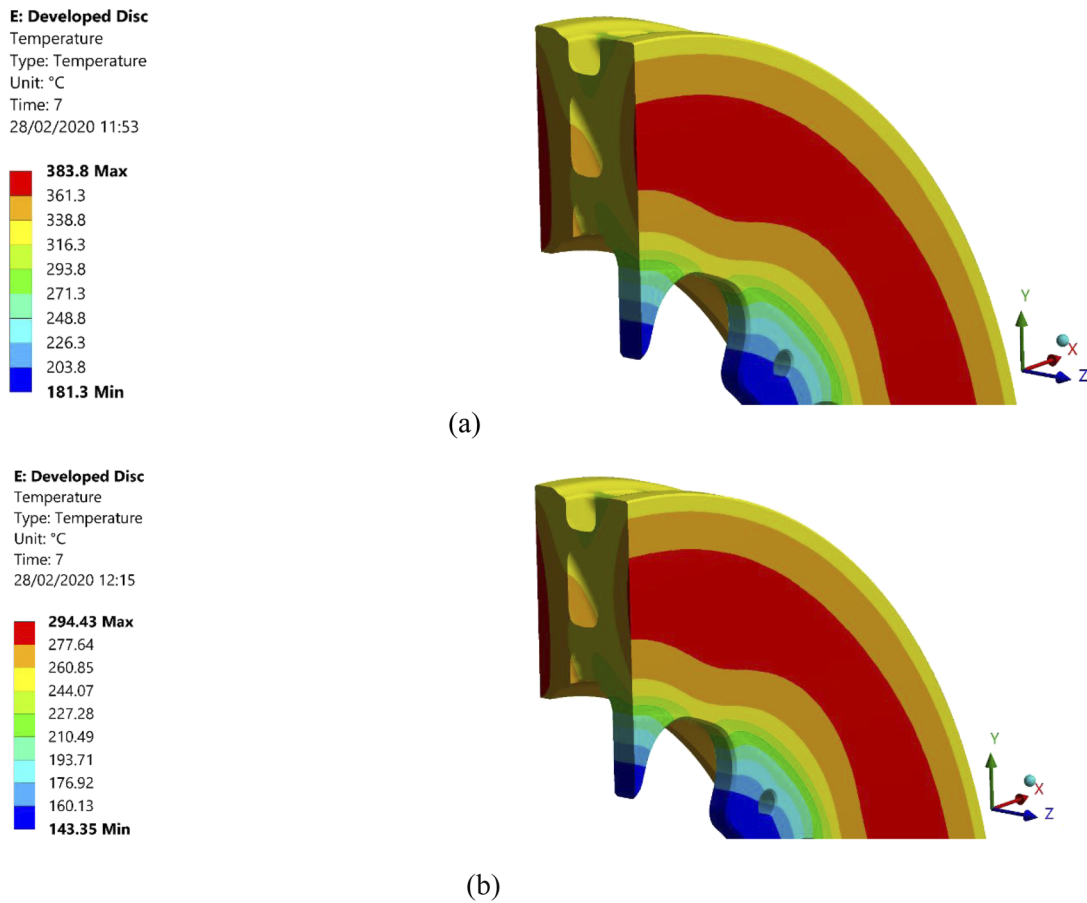 E: Developed Disc
Temperature
Type: Temperature
Unit: °C
Time: 7
28/02/2020 11:53
383.8 Max
361.3
338.8
316.3
293.8
271.3
248.8
226.3
203.8
181.3 Min
Y
X
Z
(a)
E: Developed Disc
Temperature
Type: Temperature
Unit: °C
Time: 7
28/02/2020 12:15
294.43 Max
277.64
260.85
244.07
227.28
210.49
193.71
176.92
160.13
143.35 Min
Y
X
Z
(b)